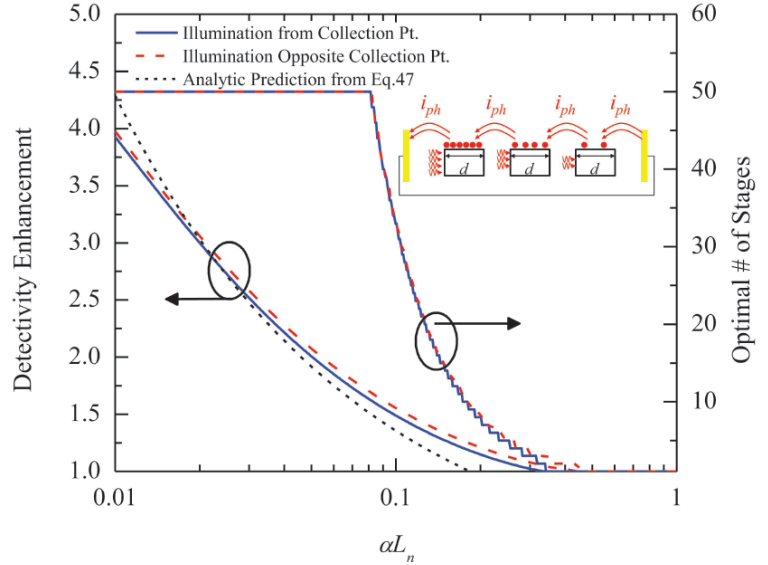 5.0
4.5
4.0
3.5
3.0
2.5
2.0
1.5
1.0
Detectivity Enhancement
Illumination from Collection Pt.
Illumination Opposite Collection Pt.
Analytic Prediction from Eq.47
i_ph i_ph i_ph i_ph
d d d
60
50
40
30
20
10
Optimal # of Stages
0.01 0.1 1
αL_n